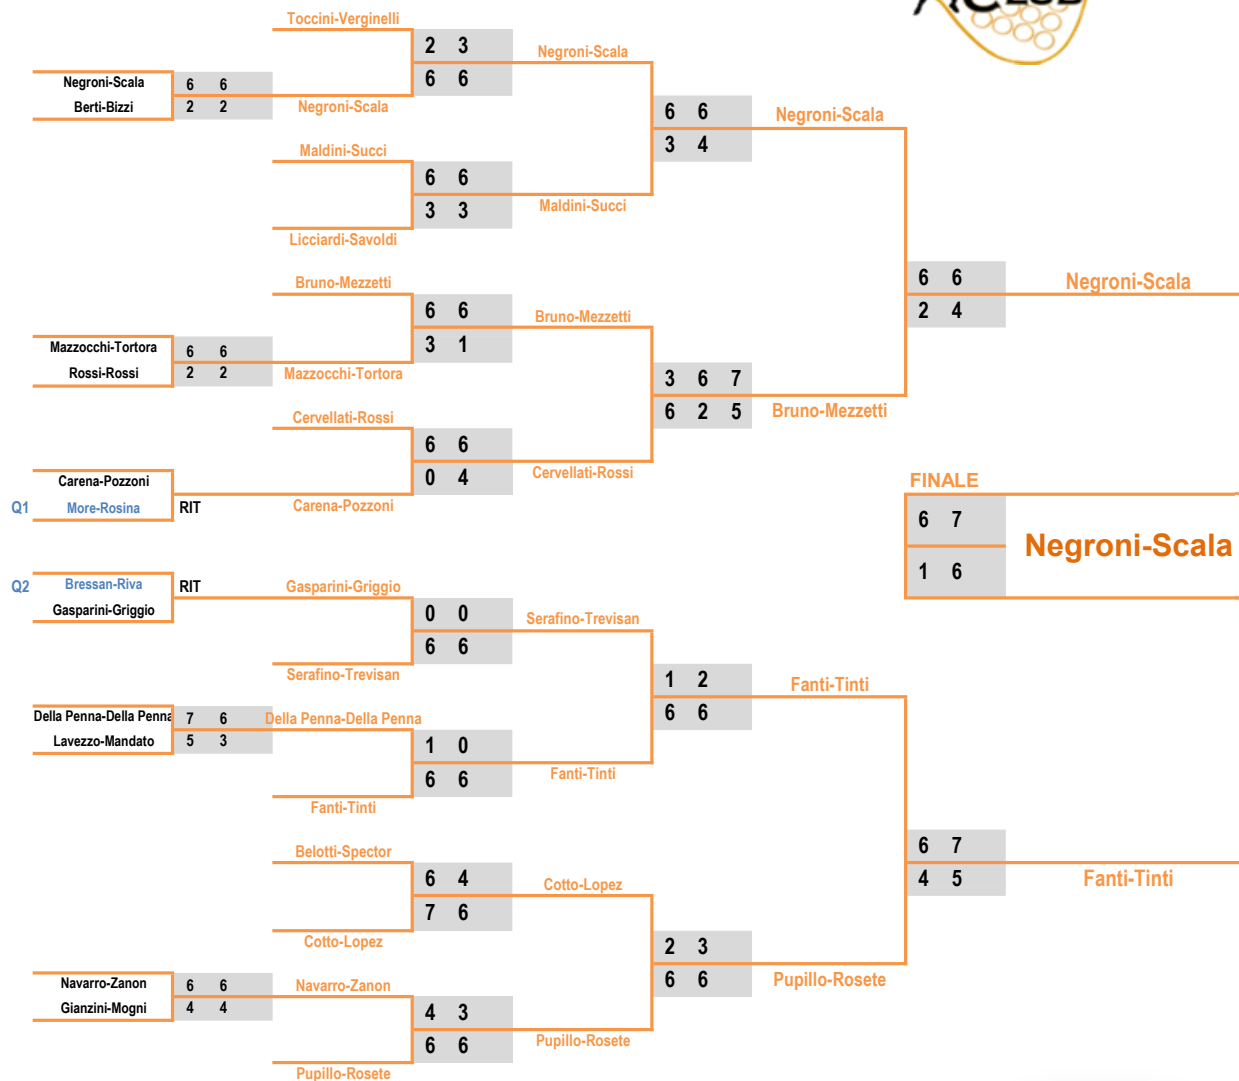 Toccini-Verginelli
2 3
6 6
Negroni-Scala
Negroni-Scala
Berti-Bizzi
6 6
2 2
Negroni-Scala
6 6
3 4
Negroni-Scala
Maldini-Succi
6 6
3 3
Maldini-Succi
Licciardi-Savoldi
6 6
2 4
Negroni-Scala
Bruno-Mezzetti
6 6
3 1
Bruno-Mezzetti
Mazzocchi-Tortora
Rossi-Rossi
6 6
2 2
Mazzocchi-Tortora
3 6 7
6 2 5
Bruno-Mezzetti
Cervellati-Rossi
6 6
0 4
Cervellati-Rossi
Carena-Pozzoni
Q1 More-Rosina RIT
Carena-Pozzoni
FINALE
6 7
1 6
Negroni-Scala
Q2 Bressan-Riva RIT
Gasparini-Griggio
Gasparini-Griggio
0 0
6 6
Serafino-Trevisan
Serafino-Trevisan
1 2
6 6
Fanti-Tinti
Della Penna-Della Penna
Lavezzo-Mandato
7 6
5 3
Della Penna-Della Penna
1 0
6 6
Fanti-Tinti
Fanti-Tinti
6 7
4 5
Fanti-Tinti
Belotti-Spector
6 4
7 6
Cotto-Lopez
Cotto-Lopez
2 3
6 6
Pupillo-Rosete
Navarro-Zanon
Gianzini-Mogni
6 6
4 4
Navarro-Zanon
4 3
6 6
Pupillo-Rosete
Pupillo-Rosete